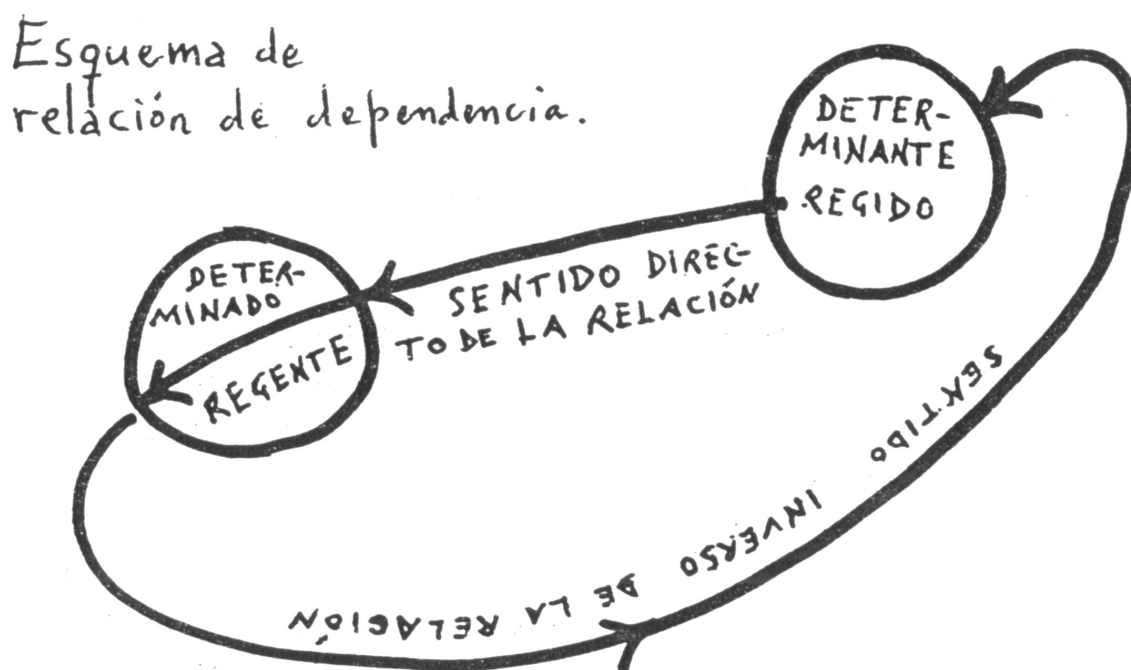 Esquema de
relación de dependencia.
DETER-
MINANTE
REGIDO
DETER-
MINADO
REGENTE
SENTIDO DIREC-
TO DE LA RELACIÓN
SENTIDO INVERSO DE LA RELACIÓN